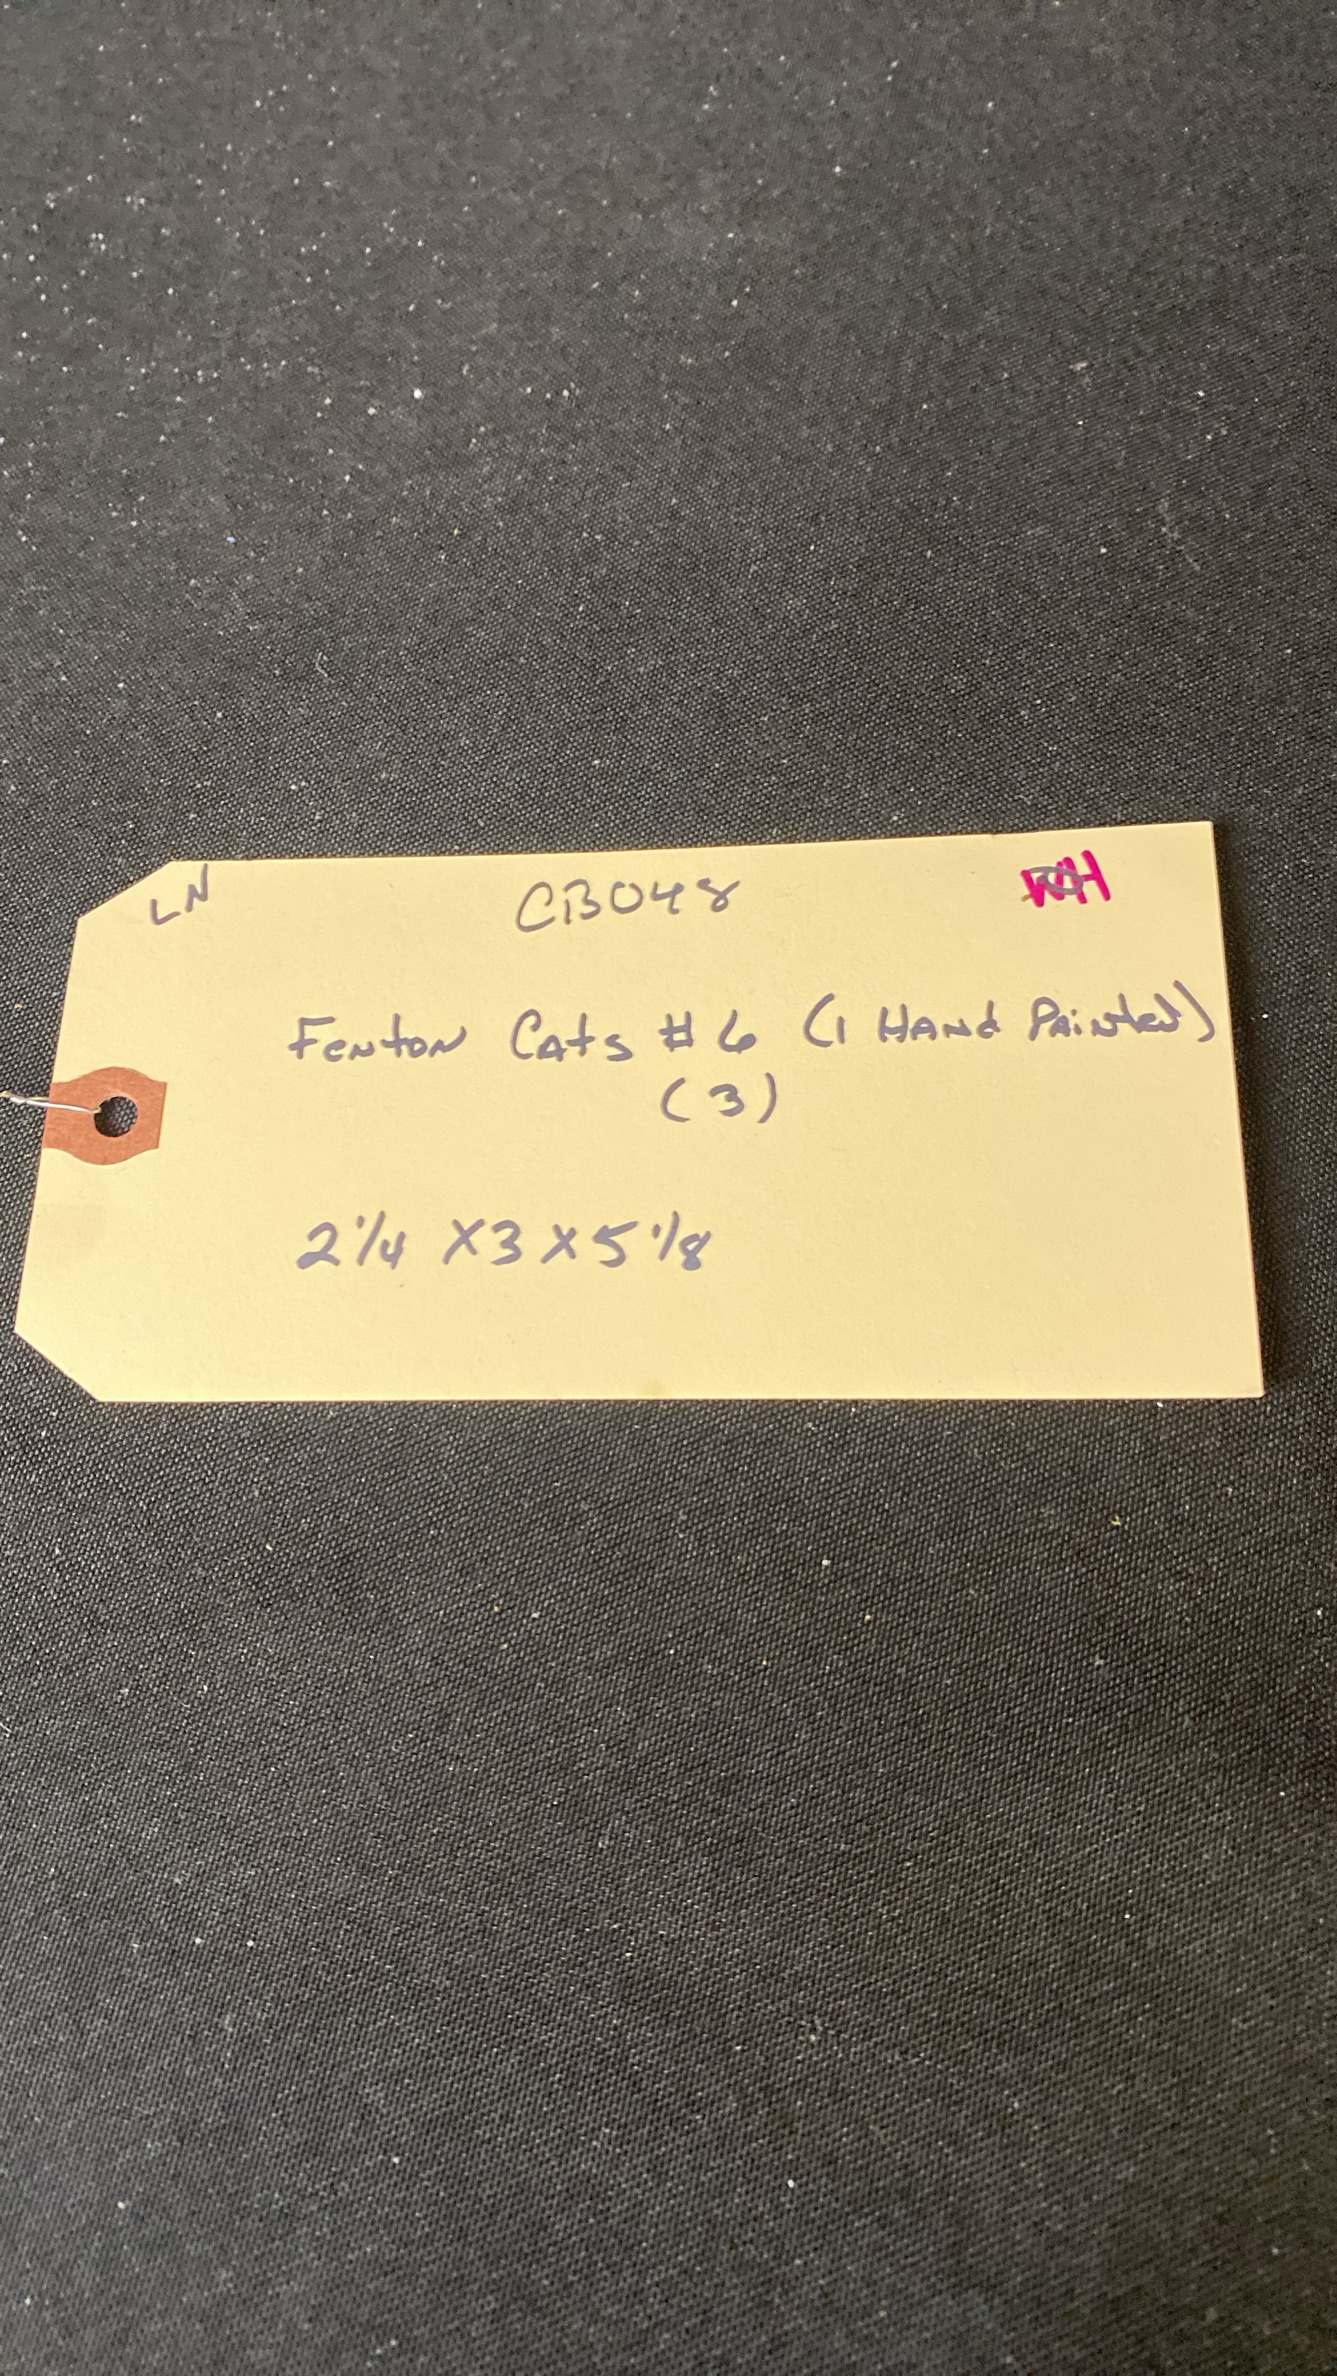 LN CB048
Fenton Cats #6 (1 Hand Painted)
(3)
2 1/4 x 3 x 5 1/8